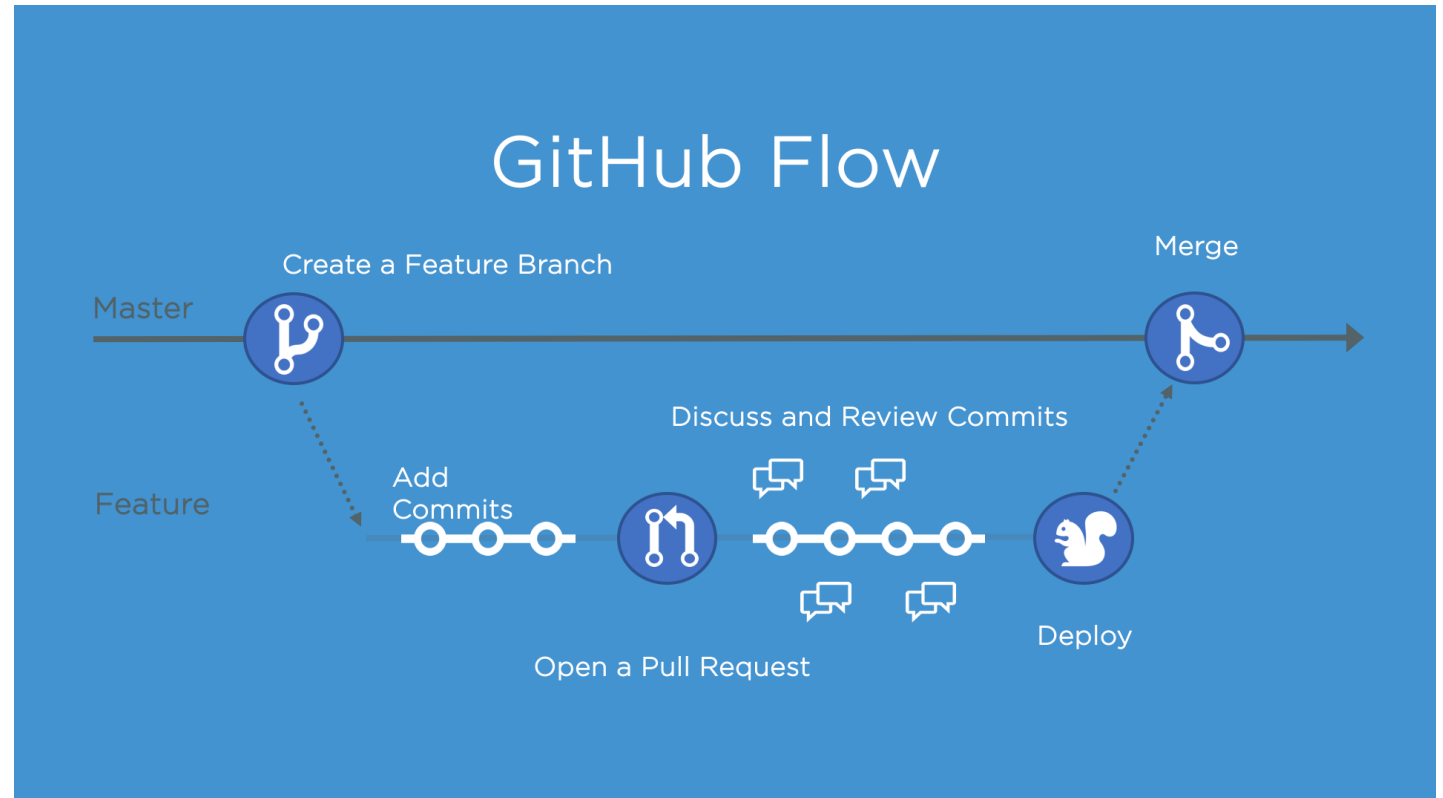 GitHub Flow
Create a Feature Branch
Merge
Master
Discuss and Review Commits
Add
Commits
Feature
Open a Pull Request
Deploy